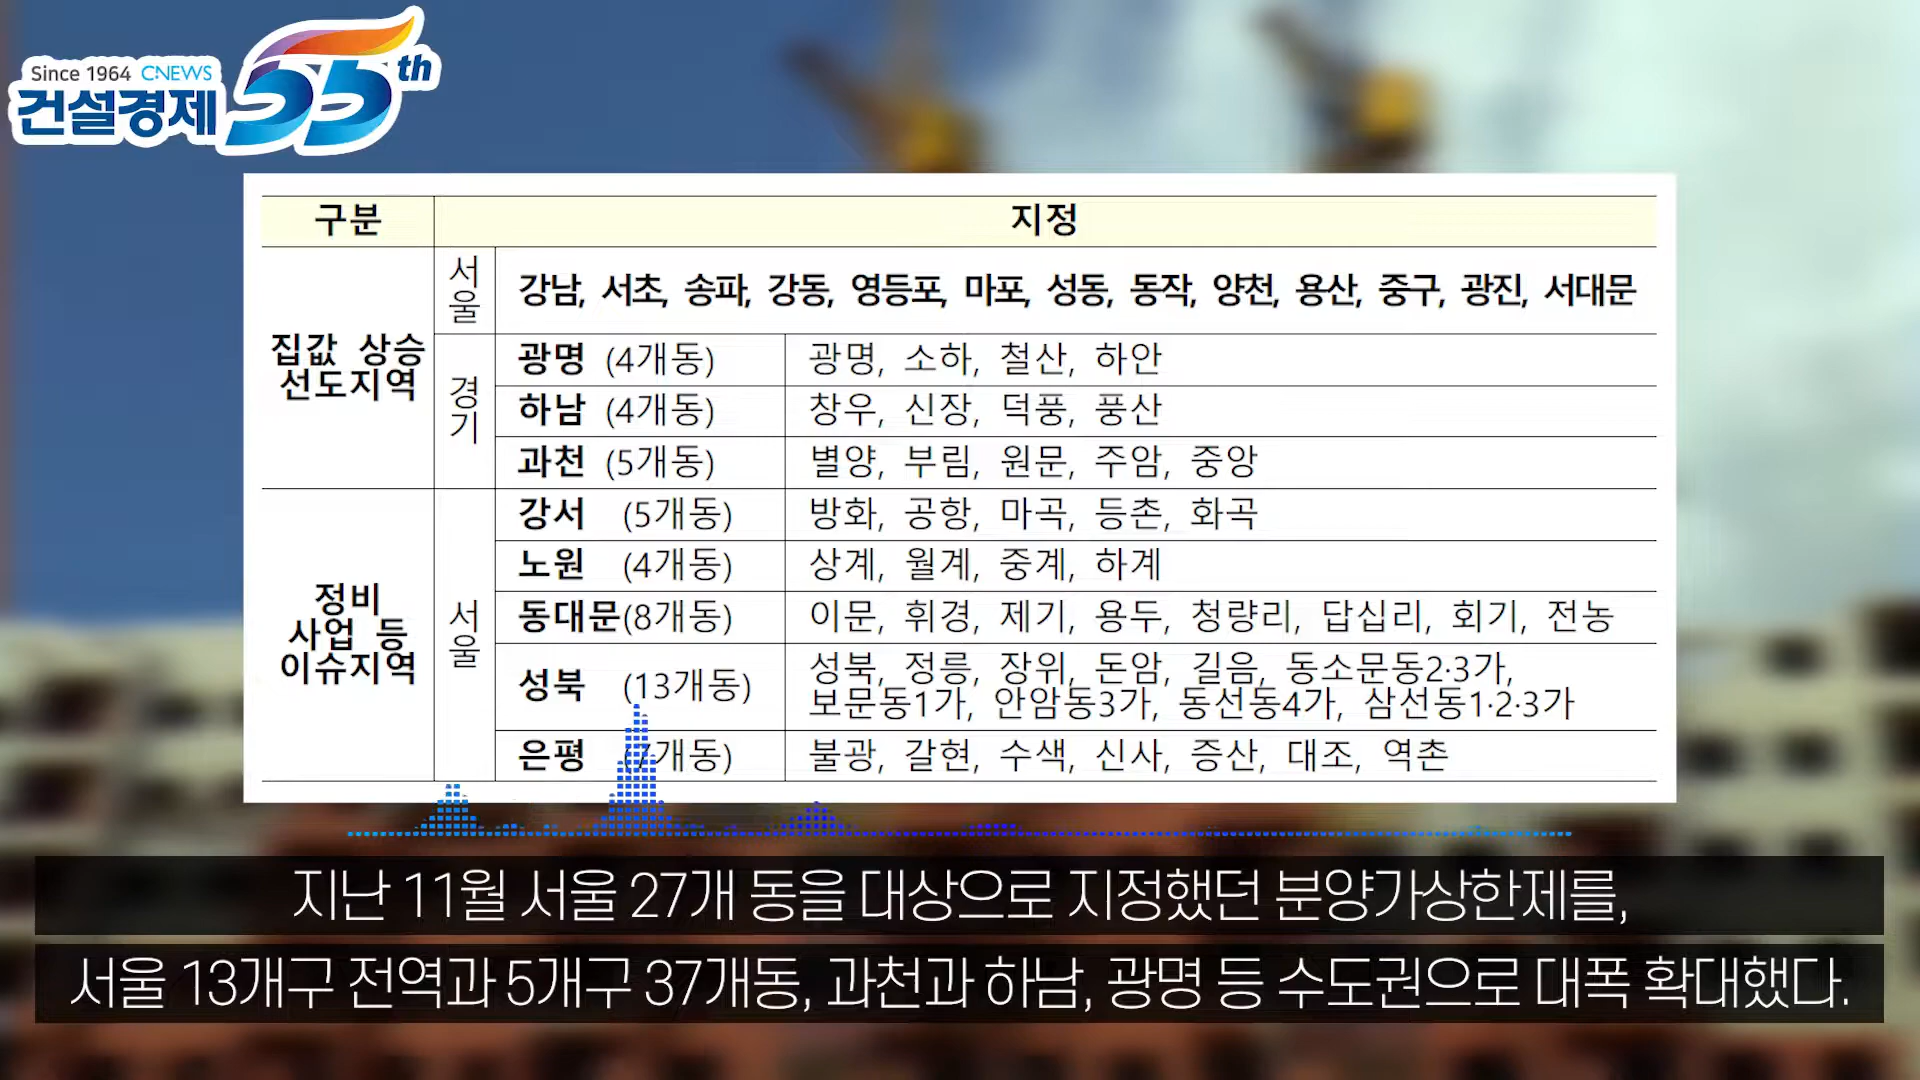 Since 1964 CNEWS
건설경제 55th
구분 지정
집값 상승
선도지역
서울
강남, 서초, 송파, 강동, 영등포, 마포, 성동, 동작, 양천, 용산, 중구, 광진, 서대문
경기
광명 (4개동) 광명, 소하, 철산, 하안
하남 (4개동) 창우, 신장, 덕풍, 풍산
과천 (5개동) 별양, 부림, 원문, 주암, 중앙
정비
사업 등
이슈지역
서울
강서 (5개동) 방화, 공항, 마곡, 등촌, 화곡
노원 (4개동) 상계, 월계, 중계, 하계
동대문(8개동) 이문, 휘경, 제기, 용두, 청량리, 답십리, 회기, 전농
성북 (13개동) 성북, 정릉, 장위, 돈암, 길음, 동소문동2·3가,
보문동1가, 안암동3가, 동선동4가, 삼선동1·2·3가
은평 (7개동) 불광, 갈현, 수색, 신사, 증산, 대조, 역촌
지난 11월 서울 27개 동을 대상으로 지정했던 분양가상한제를,
서울 13개구 전역과 5개구 37개동, 과천과 하남, 광명 등 수도권으로 대폭 확대했다.